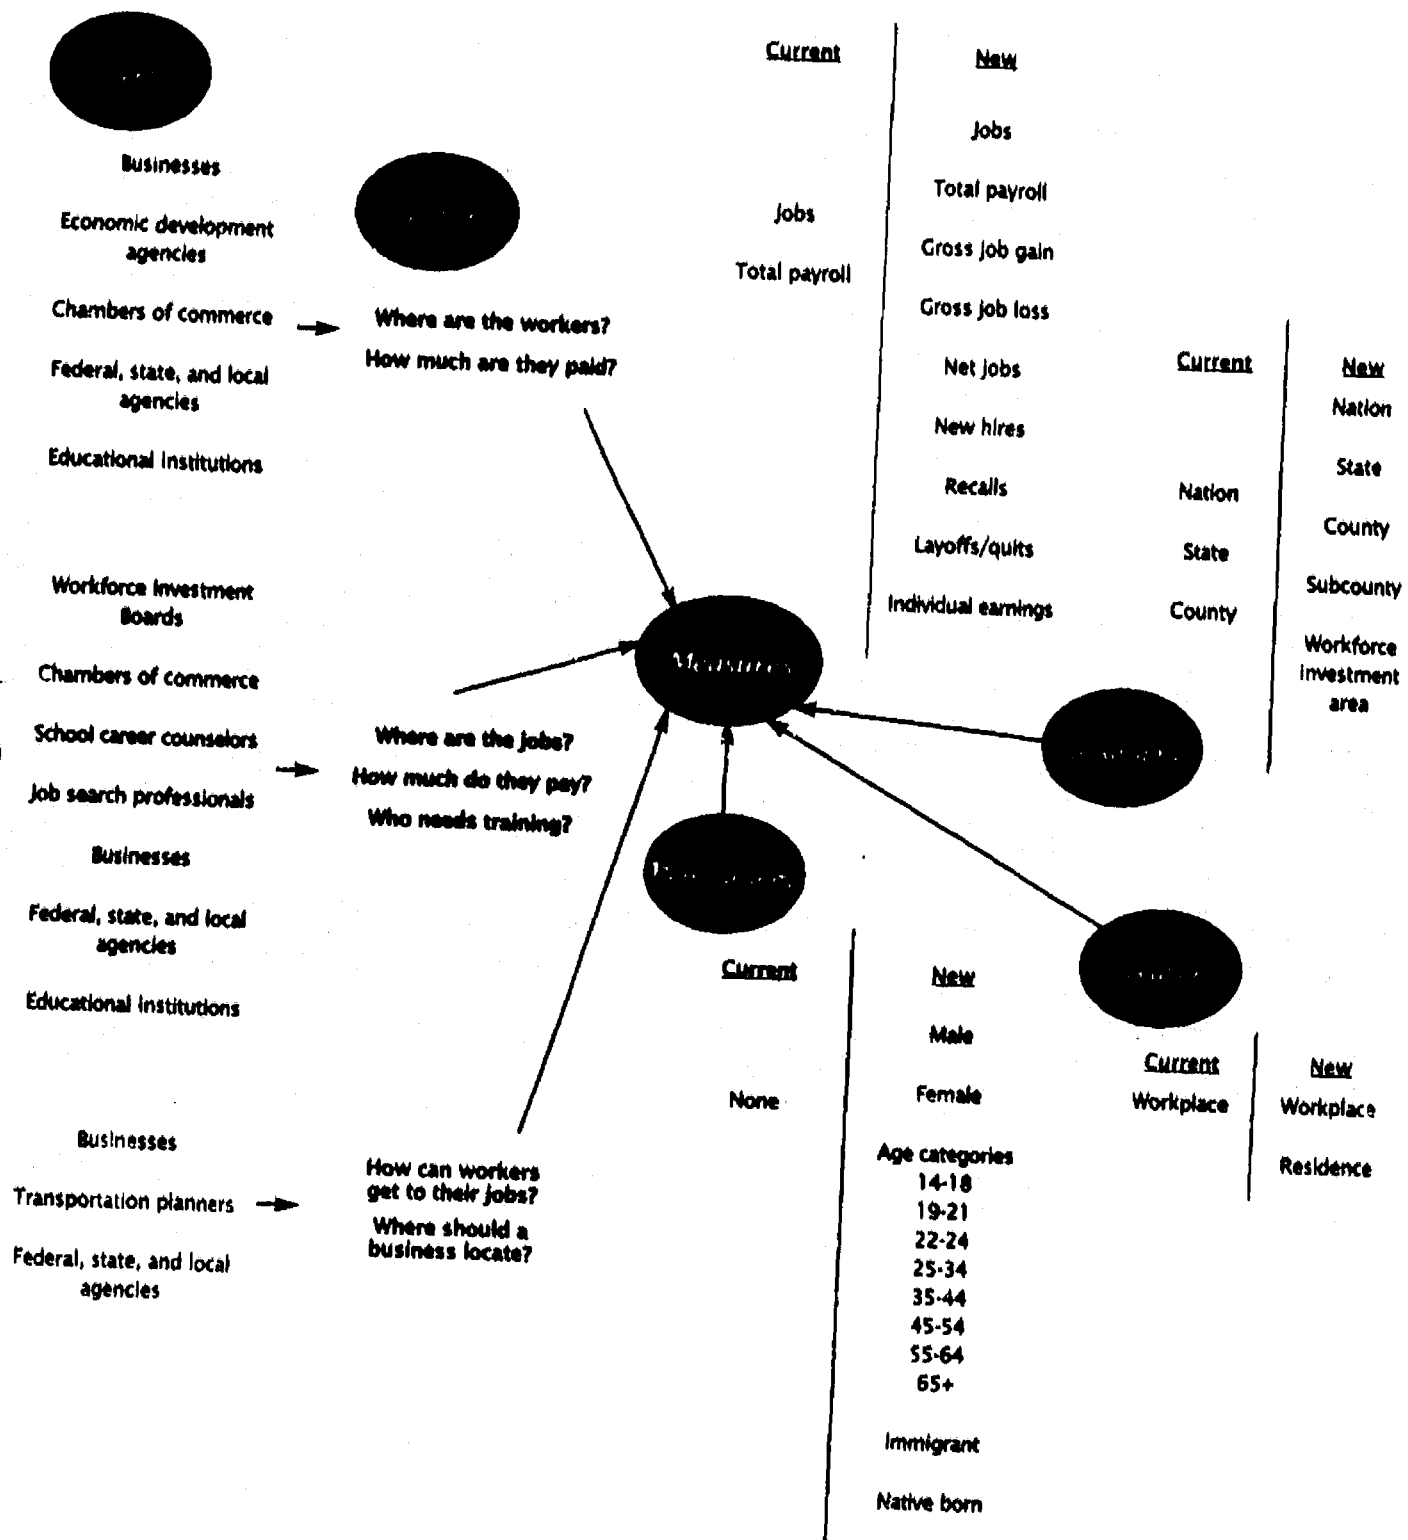 Businesses
Economic development
agencies
Chambers of commerce
Federal, state, and local
agencies
Educational institutions
Where are the workers?
How much are they paid?
Workforce Investment
Boards
Chambers of commerce
School career counselors
Job search professionals
Businesses
Federal, state, and local
agencies
Educational institutions
Where are the jobs?
How much do they pay?
Who needs training?
Businesses
Transportation planners
Federal, state, and local
agencies
How can workers
get to their jobs?
Where should a
business locate?
Measures
Current
Jobs
Total payroll
New
Jobs
Total payroll
Gross job gain
Gross job loss
Net jobs
New hires
Recalls
Layoffs/quits
Individual earnings
Current
Nation
State
County
New
Nation
State
County
Subcounty
Workforce
investment
area
Current
None
New
Male
Female
Age categories
14-18
19-21
22-24
25-34
35-44
45-54
55-64
65+
Immigrant
Native born
Current
Workplace
New
Workplace
Residence